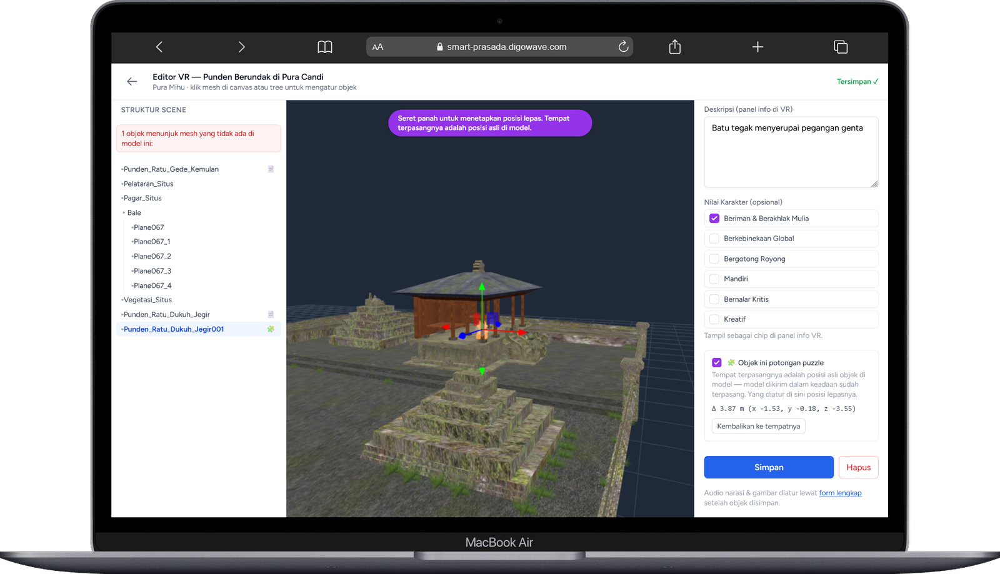 AA
smart-prasada.digowave.com
Editor VR — Punden Berundak di Pura Candi
Pura Mihu · klik mesh di canvas atau tree untuk mengatur objek
Tersimpan ✓
STRUKTUR SCENE
1 objek menunjuk mesh yang tidak ada di
model ini:
Punden_Ratu_Gede_Kemulan
Pelataran_Situs
Pagar_Situs
Bale
Plane067
Plane067_1
Plane067_2
Plane067_3
Plane067_4
Vegetasi_Situs
Punden_Ratu_Dukuh_Jegir
Punden_Ratu_Dukuh_Jegir001
Seret panah untuk menetapkan posisi lepas. Tempat
terpasangnya adalah posisi asli di model.
Deskripsi (panel info di VR)
Batu tegak menyerupai pegangan genta
Nilai Karakter (opsional)
Beriman & Berakhlak Mulia
Berkebinekaan Global
Bergotong Royong
Mandiri
Bernalar Kritis
Kreatif
Tampil sebagai chip di panel info VR.
Objek ini potongan puzzle
Tempat terpasangnya adalah posisi asli objek di
model — model dikirim dalam keadaan sudah
terpasang. Yang diatur di sini posisi lepasnya.
Δ 3.87 m (x -1.53, y -0.18, z -3.55)
Kembalikan ke tempatnya
Simpan
Hapus
Audio narasi & gambar diatur lewat form lengkap
setelah objek disimpan.
MacBook Air